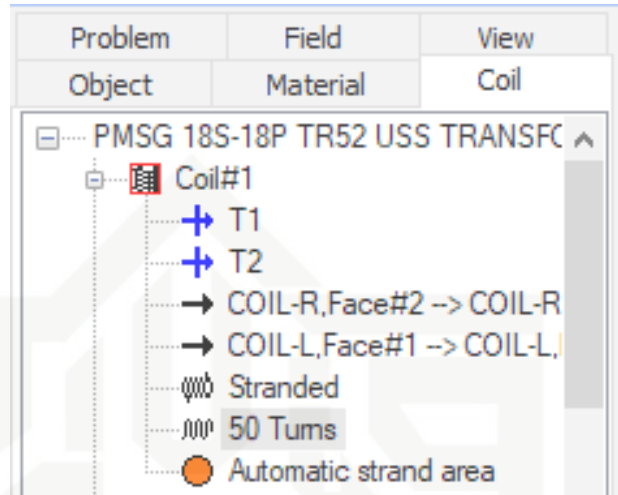 Problem Field View
Object Material Coil
PMSG 18S-18P TR52 USS TRANSFC
Coil#1
T1
T2
COIL-R,Face#2 --> COIL-R
COIL-L,Face#1 --> COIL-L,
Stranded
50 Turns
Automatic strand area